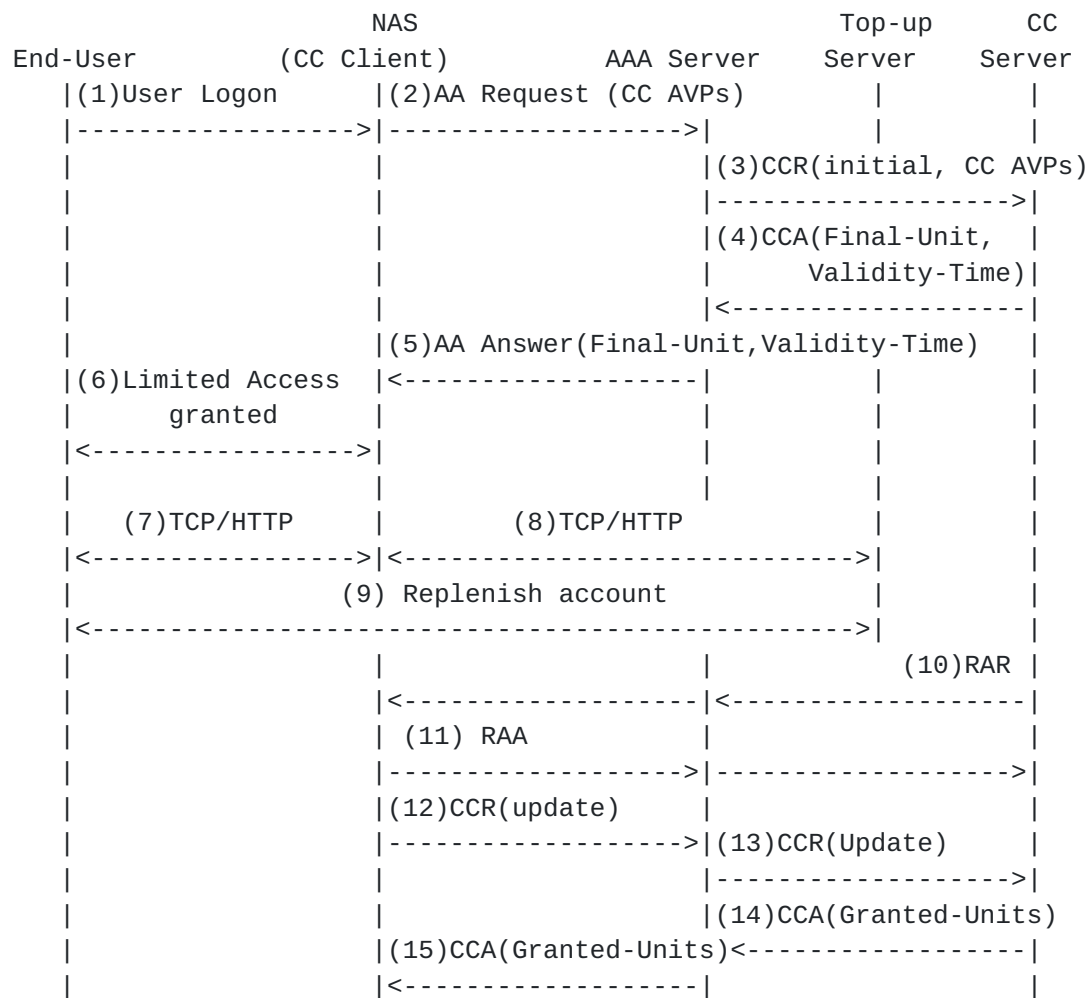 NAS Top-up CC
End-User (CC Client) AAA Server Server Server
|(1)User Logon |(2)AA Request (CC AVPs) | |
|------------------>|------------------->| | |
| | |(3)CCR(initial, CC AVPs)
| | |------------------->|
| | |(4)CCA(Final-Unit, |
| | | Validity-Time)|
| | |<-------------------|
| |(5)AA Answer(Final-Unit,Validity-Time) |
|(6)Limited Access |<-------------------| | |
| granted | | | |
|<----------------->| | | |
| | | | |
| (7)TCP/HTTP | (8)TCP/HTTP | |
|<----------------->|<----------------------------->| |
| (9) Replenish account | |
|<------------------------------------------------->| |
| | | (10)RAR |
| |<-------------------|<-------------------|
| | (11) RAA | |
| |------------------->|------------------->|
| |(12)CCR(update) | |
| |------------------->|(13)CCR(Update) |
| | |------------------->|
| | |(14)CCA(Granted-Units)
| |(15)CCA(Granted-Units)<------------------|
| |<-------------------| |